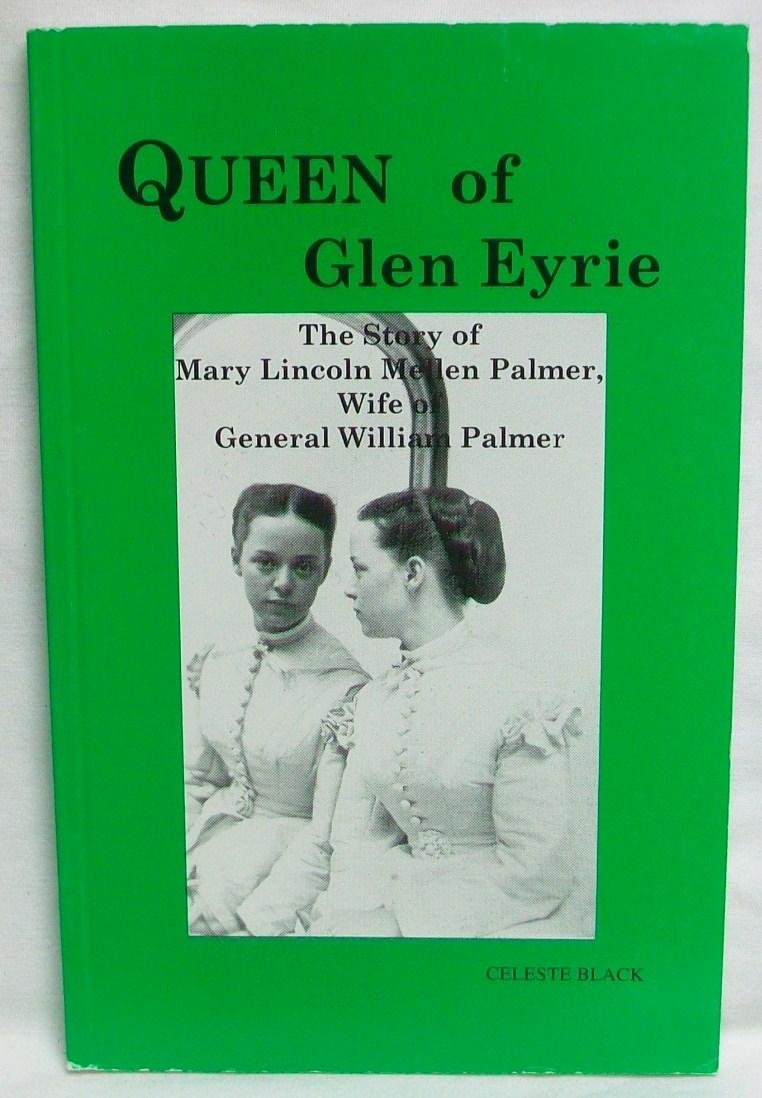 QUEEN of
Glen Eyrie
The Story of
Mary Lincoln Mellen Palmer,
Wife of
General William Palmer
CELESTE BLACK